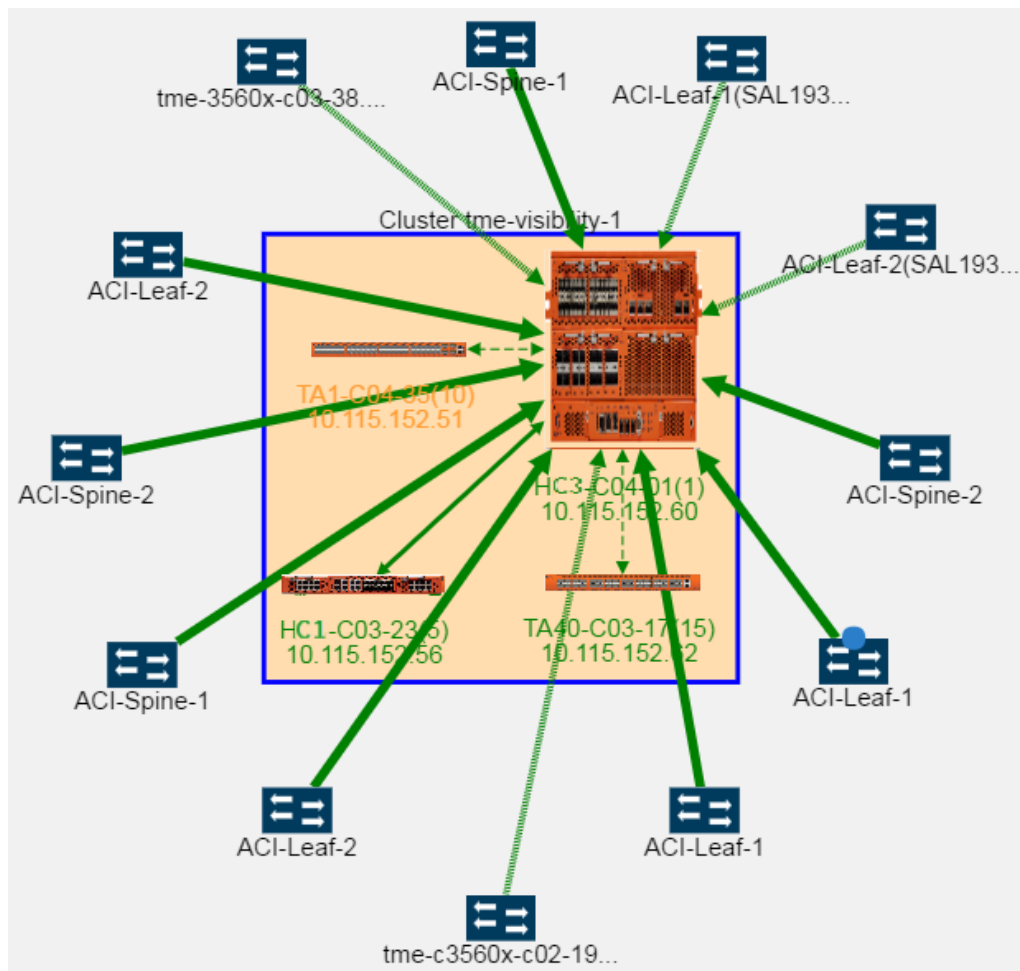 ACI-Spine-1
tme-3560x-c03-38....
ACI-Leaf-1(SAL193...
Cluster tme-visibility-1
ACI-Leaf-2(SAL193...
ACI-Leaf-2
TA1-C04-35(10)
10.115.152.51
ACI-Spine-2
HC3-C04-01(1)
10.115.152.60
ACI-Spine-2
HC1-C03-23(5)
10.115.152.56
TA40-C03-17(15)
10.115.152.62
ACI-Spine-1
ACI-Leaf-1
ACI-Leaf-2
ACI-Leaf-1
tme-c3560x-c02-19...